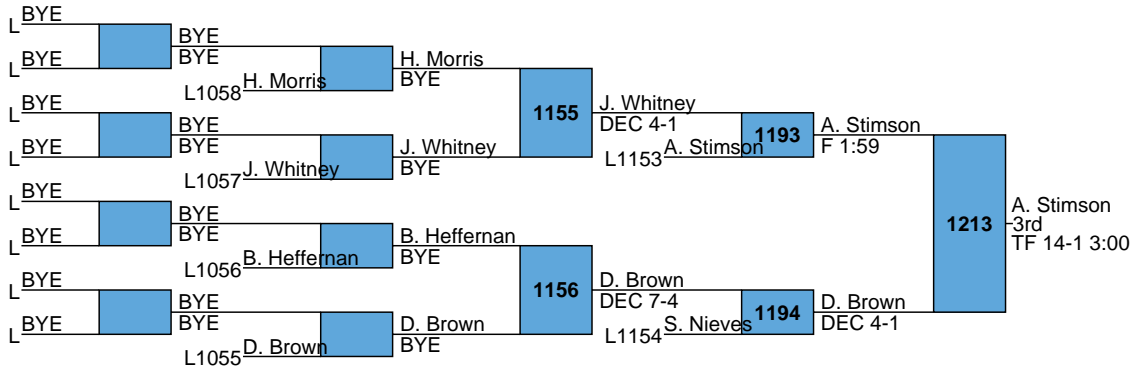 L BYE
BYE
BYE
L BYE
H. Morris
BYE
L1058 H. Morris
L BYE
1155
J. Whitney
DEC 4-1
BYE
BYE
1193
A. Stimson
F 1:59
L BYE
J. Whitney
BYE
L1153 A. Stimson
L1057 J. Whitney
L BYE
BYE
BYE
1213
A. Stimson
3rd
TF 14-1 3:00
L BYE
B. Heffernan
BYE
L1056 B. Heffernan
L BYE
1156
D. Brown
DEC 7-4
BYE
BYE
1194
D. Brown
DEC 4-1
L BYE
D. Brown
BYE
L1154 S. Nieves
L1055 D. Brown